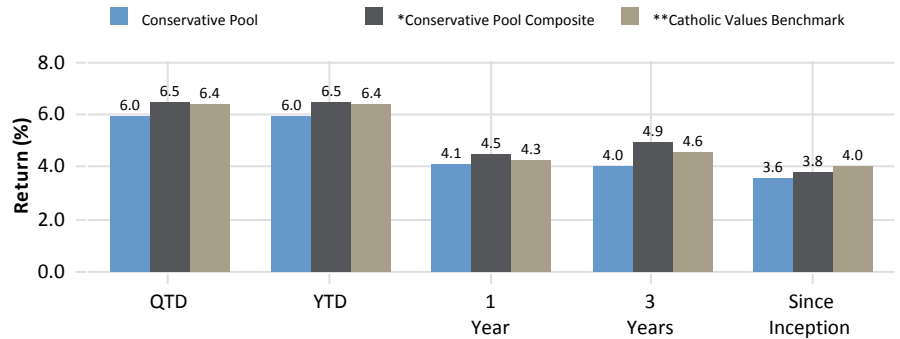 Conservative Pool *Conservative Pool Composite **Catholic Values Benchmark
8.0
6.0
4.0
2.0
0.0
Return (%)
6.0 6.5 6.4
6.0 6.5 6.4
4.1 4.5 4.3
4.0 4.9 4.6
3.6 3.8 4.0
QTD YTD 1 3 Since
Year Years Inception